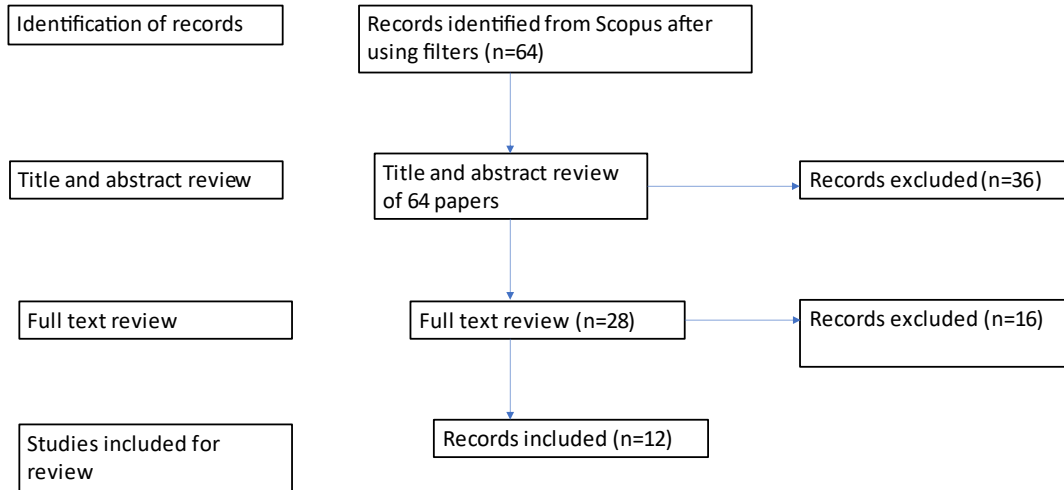 Identification of records
Records identified from Scopus after
using filters (n=64)
Title and abstract review
Title and abstract review
of 64 papers
Records excluded (n=36)
Full text review
Full text review (n=28)
Records excluded (n=16)
Studies included for
review
Records included (n=12)